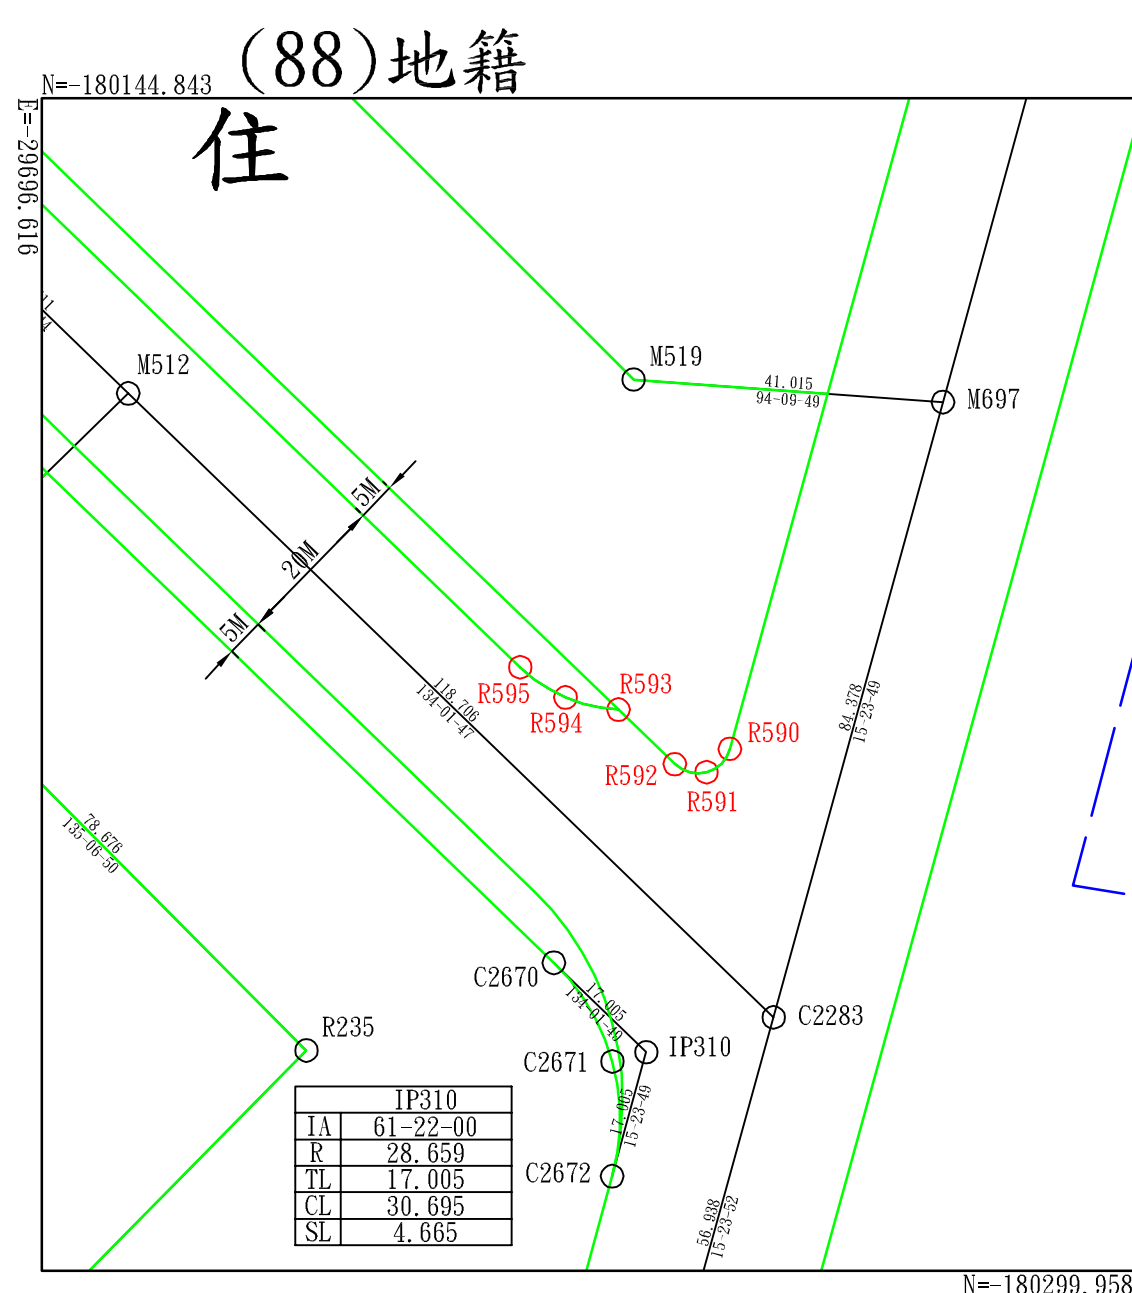 (88)地籍
N=-180144.843
E=-29696.616
住
M519
41.015
94-09-49
M697
M512
5M
20M
5M
R595
R594
R593
R592
R591
R590
118.706
134-01-47
84.378
15-23-49
78.676
135-06-50
C2670
17.005
134-01-49
C2283
R235
C2671
IP310
17.005
15-23-49
C2672
56.938
15-23-52
IP310
IA 61-22-00
R 28.659
TL 17.005
CL 30.695
SL 4.665
N=-180299.958